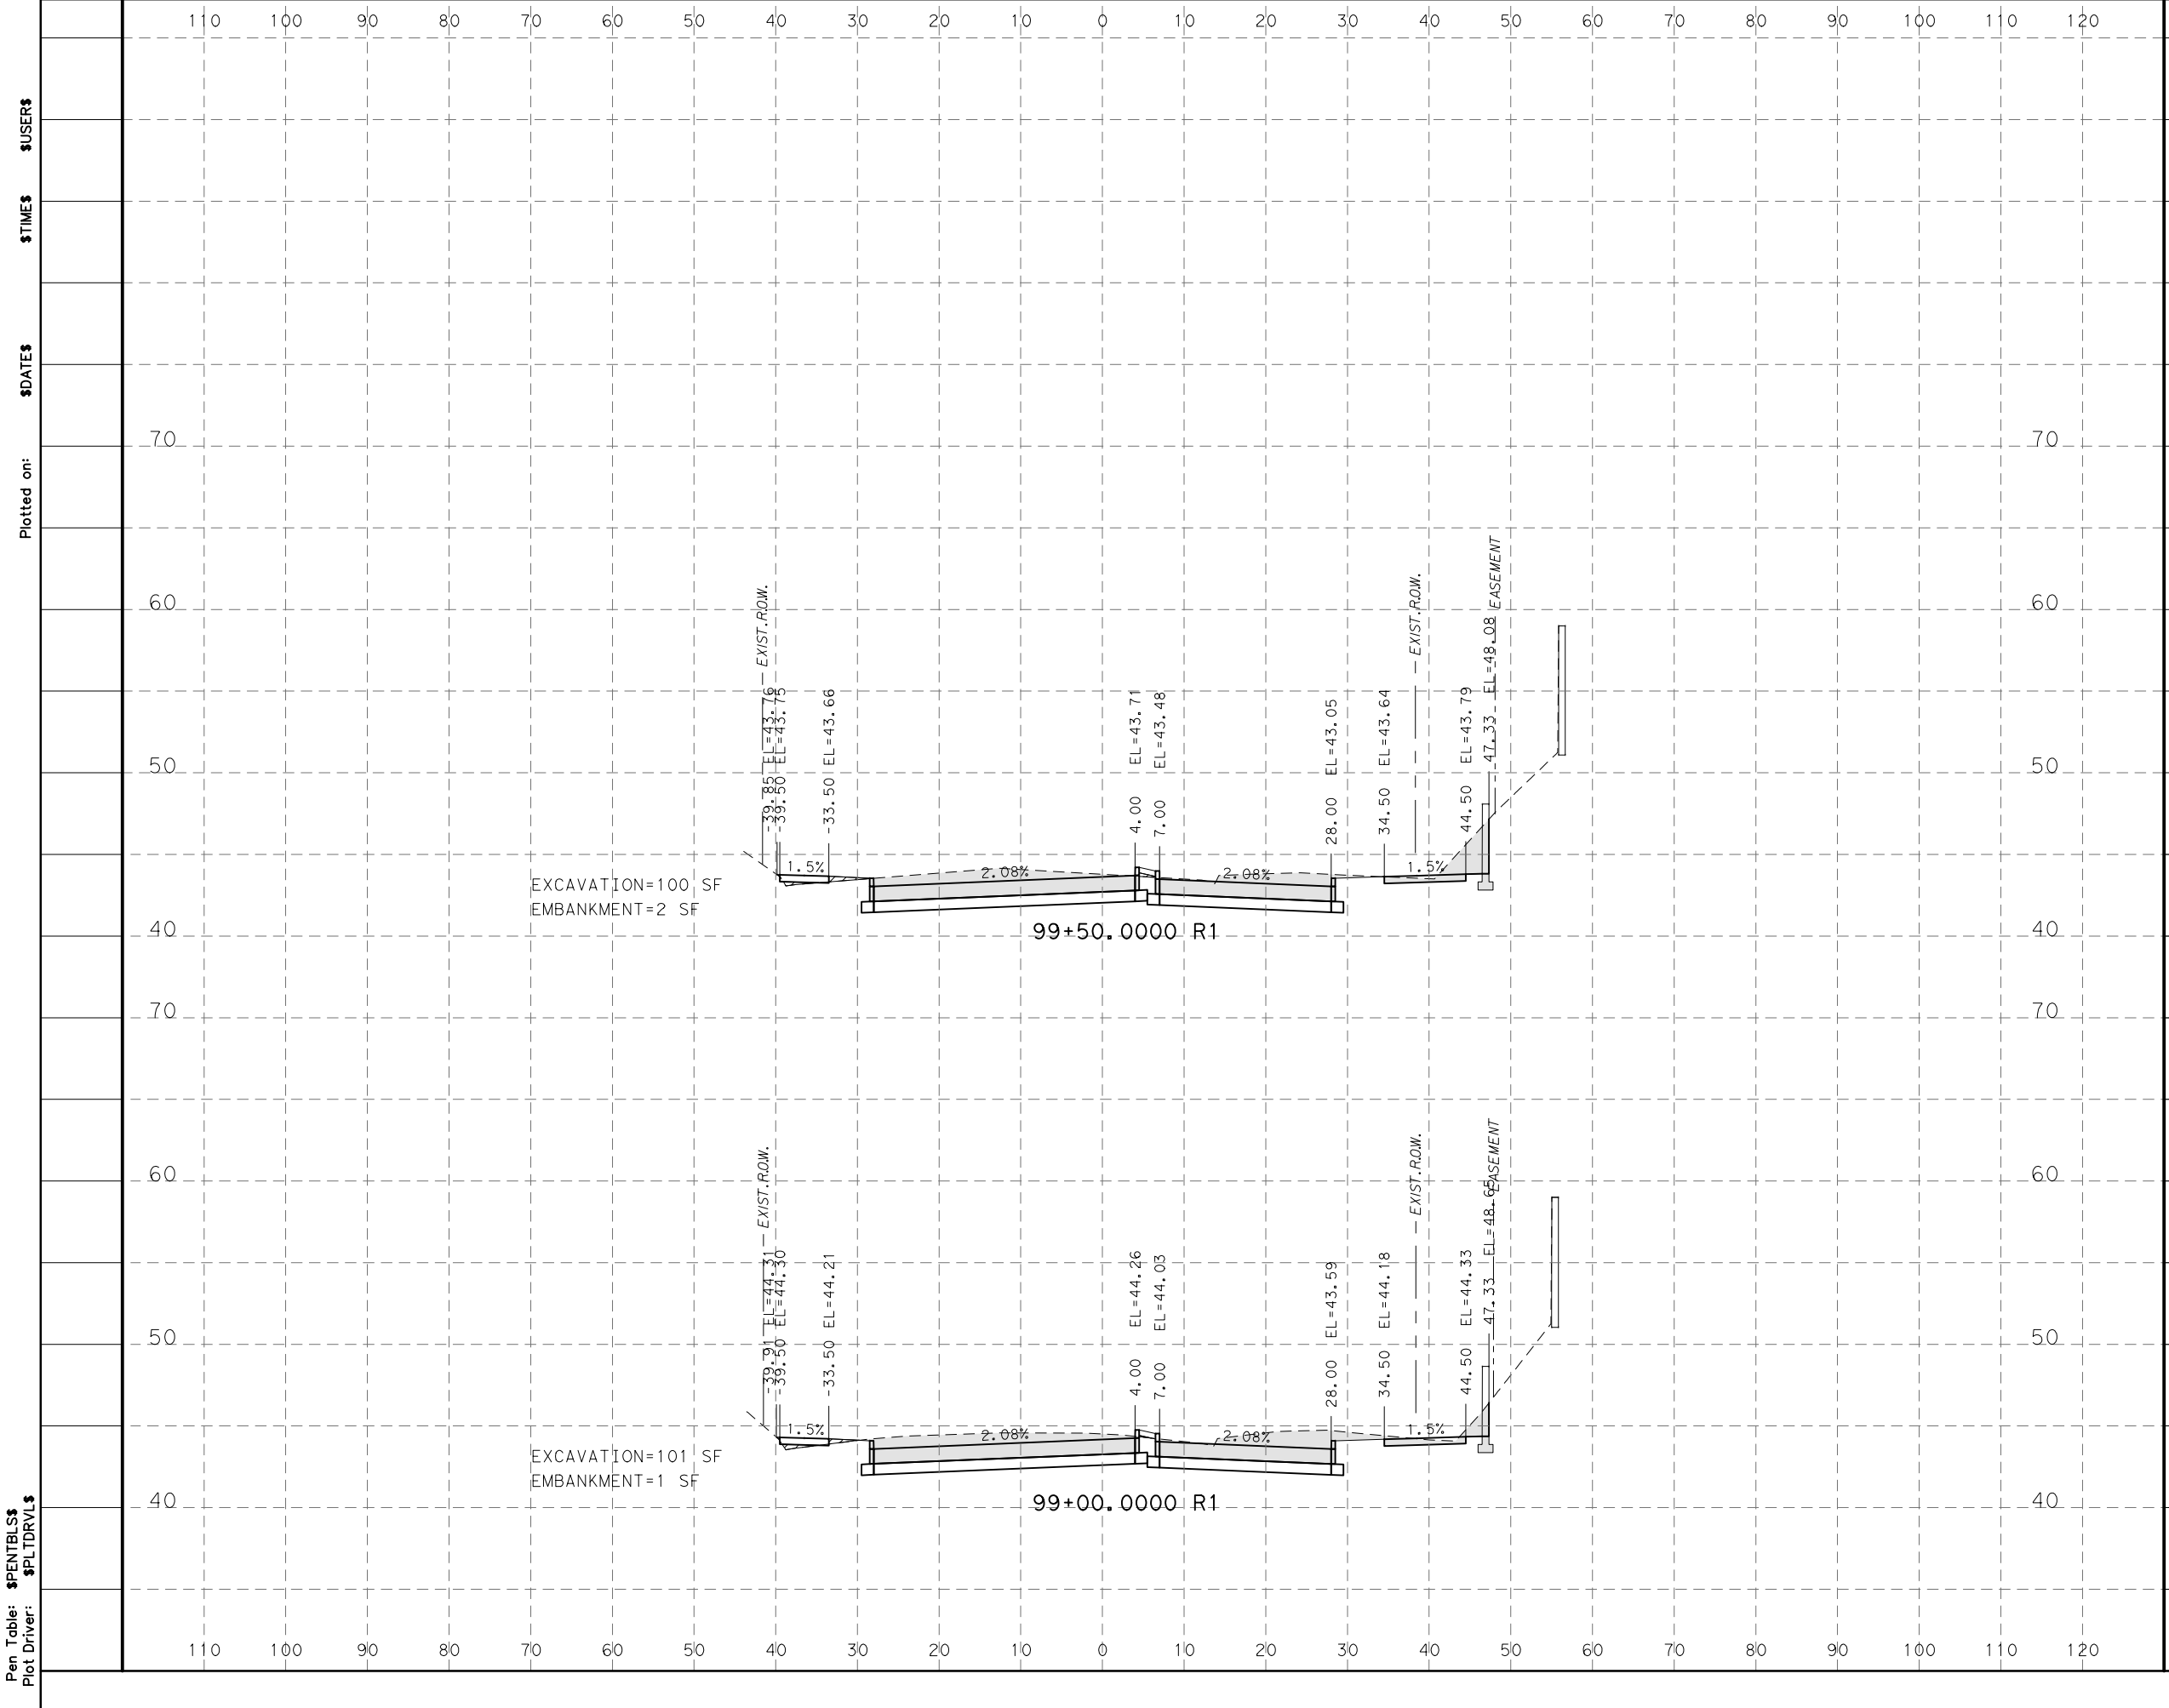 110 100 90 80 70 60 50 40 30 20 10 0 10 20 30 40 50 60 70 80 90 100 110 120
$USER$
$TIME$
$DATE$
Plotted on:
Pen Table: $PENTBLS$
Plot Driver: $PLTDRVL$
70 70
60 60
50 50
40 40
EXIST.R.O.W.
-39.85 EL=43.76
-39.50 EL=43.75
-33.50 EL=43.66
4.00 EL=43.71
7.00 EL=43.48
28.00 EL=43.05
34.50 EL=43.64
EXIST.R.O.W.
44.50 EL=43.79
47.33 EL=48.08
EASEMENT
1.5% 2.08% 2.08% 1.5%
EXCAVATION=100 SF
EMBANKMENT=2 SF
99+50.0000 R1
70 70
60 60
50 50
40 40
EXIST.R.O.W.
-39.91 EL=44.31
-39.50 EL=44.30
-33.50 EL=44.21
4.00 EL=44.26
7.00 EL=44.03
28.00 EL=43.59
34.50 EL=44.18
EXIST.R.O.W.
44.50 EL=44.33
47.33 EL=48.65
EASEMENT
1.5% 2.08% 2.08% 1.5%
EXCAVATION=101 SF
EMBANKMENT=1 SF
99+00.0000 R1
110 100 90 80 70 60 50 40 30 20 10 0 10 20 30 40 50 60 70 80 90 100 110 120